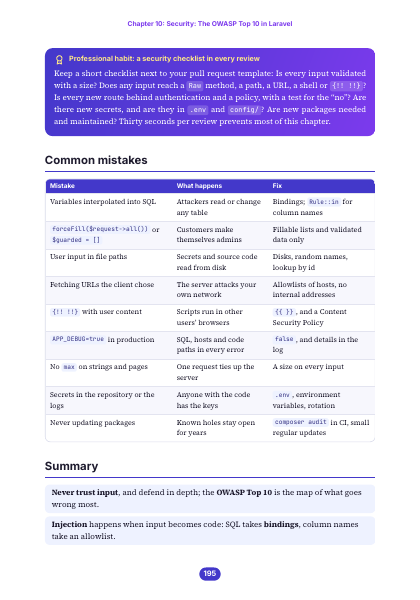 Chapter 10: Security: The OWASP Top 10 in Laravel
Professional habit: a security checklist in every review
Keep a short checklist next to your pull request template: Is every input validated
with a size? Does any input reach a Raw method, a path, a URL, a shell or {!! !!}?
Is every new route behind authentication and a policy, with a test for the “no”? Are
there new secrets, and are they in .env and config/? Are new packages needed
and maintained? Thirty seconds per review prevents most of this chapter.
Common mistakes
Mistake What happens Fix
Variables interpolated into SQL Attackers read or change Bindings; Rule::in for
any table column names
forceFill($request->all()) or Customers make Fillable lists and validated
$guarded = [] themselves admins data only
User input in file paths Secrets and source code Disks, random names,
read from disk lookup by id
Fetching URLs the client chose The server attacks your Allowlists of hosts, no
own network internal addresses
{!! !!} with user content Scripts run in other {{ }}, and a Content
users’ browsers Security Policy
APP_DEBUG=true in production SQL, hosts and code false, and details in the
paths in every error log
No max on strings and pages One request ties up the A size on every input
server
Secrets in the repository or the Anyone with the code .env, environment
logs has the keys variables, rotation
Never updating packages Known holes stay open composer audit in CI, small
for years regular updates
Summary
Never trust input, and defend in depth; the OWASP Top 10 is the map of what goes
wrong most.
Injection happens when input becomes code: SQL takes bindings, column names
take an allowlist.
195